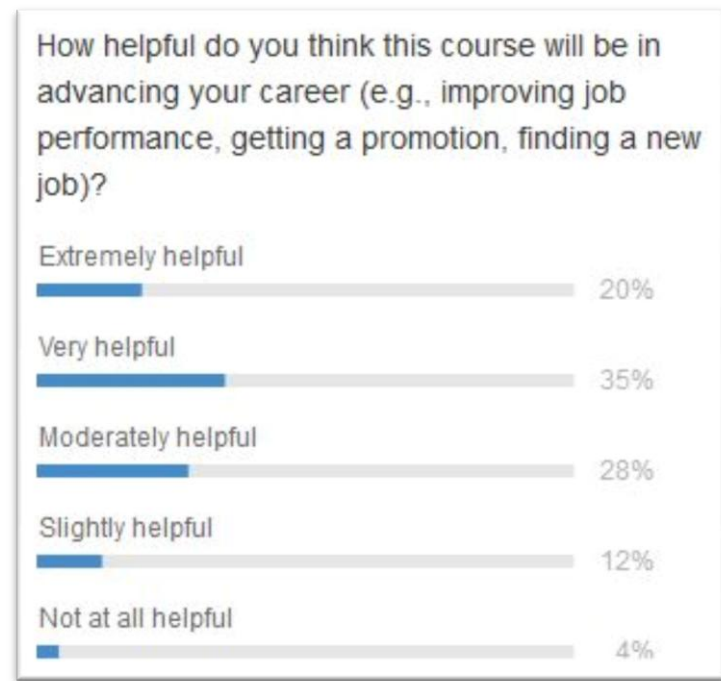 How helpful do you think this course will be in
advancing your career (e.g., improving job
performance, getting a promotion, finding a new
job)?
Extremely helpful
20%
Very helpful
35%
Moderately helpful
28%
Slightly helpful
12%
Not at all helpful
4%